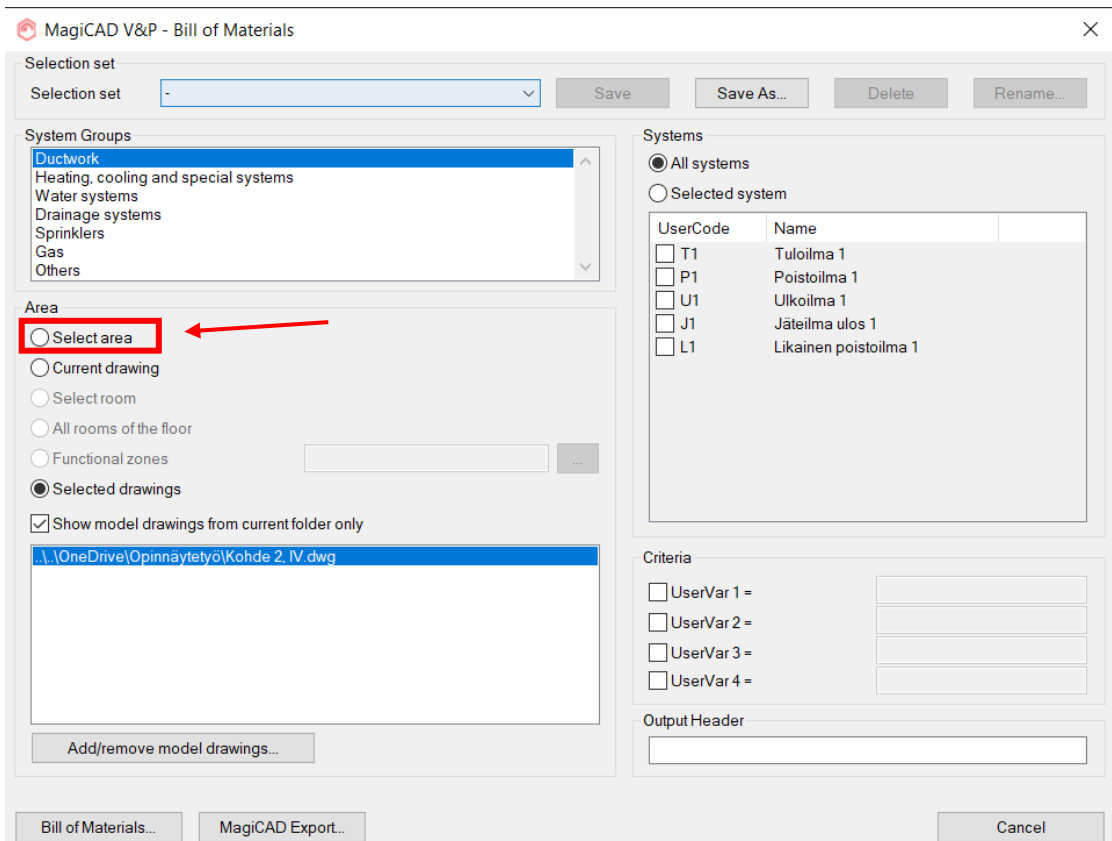 MagiCAD V&P - Bill of Materials
Selection set
Selection set
-
Save
Save As...
Delete
Rename...
System Groups
Ductwork
Heating, cooling and special systems
Water systems
Drainage systems
Sprinklers
Gas
Others
Area
Select area
Current drawing
Select room
All rooms of the floor
Functional zones
...
Selected drawings
Show model drawings from current folder only
..\..\OneDrive\Opinnäytetyö\Kohde 2, IV.dwg
Add/remove model drawings...
Systems
All systems
Selected system
UserCode Name
T1 Tuloilma 1
P1 Poistoilma 1
U1 Ulkoilma 1
J1 Jäteilma ulos 1
L1 Likainen poistoilma 1
Criteria
UserVar 1 =
UserVar 2 =
UserVar 3 =
UserVar 4 =
Output Header
Bill of Materials...
MagiCAD Export...
Cancel